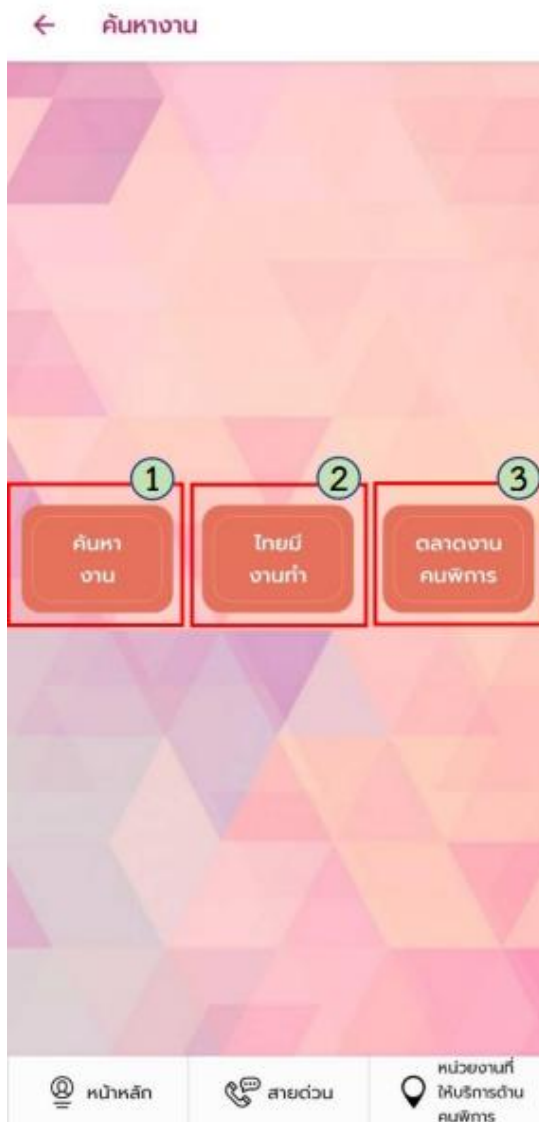 ค้นหางาน
1
2
3
ค้นหา
งาน
ไทยมี
งานทำ
ตลาดงาน
คนพิการ
หน้าหลัก
สายด่วน
หน่วยงานที่
ให้บริการด้าน
คนพิการ